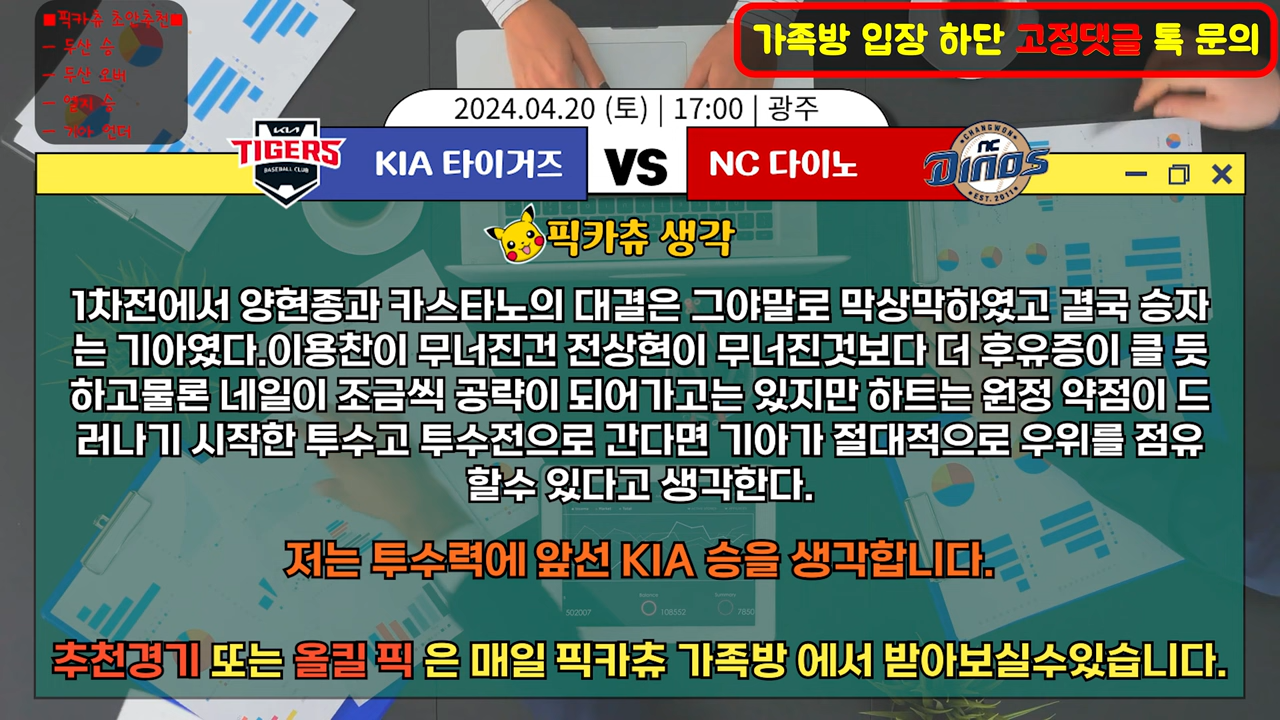 ■픽카츄 초안추천■
- 두산 승
- 두산 오버
- 엘지 승
- 기아 언더
가족방 입장 하단 고정댓글 톡 문의
2024.04.20 (토) | 17:00 | 광주
KIA
TIGERS
BASEBALL CLUB
KIA 타이거즈
VS
NC 다이노
CHANGWON
NC
DINOS
EST. 2011
픽카츄 생각
1차전에서 양현종과 카스타노의 대결은 그야말로 막상막하였고 결국 승자
는 기아였다.이용찬이 무너진건 전상현이 무너진것보다 더 후유증이 클 듯
하고물론 네일이 조금씩 공략이 되어가고는 있지만 하트는 원정 약점이 드
러나기 시작한 투수고 투수전으로 간다면 기아가 절대적으로 우위를 점유
할수 있다고 생각한다.
저는 투수력에 앞선 KIA 승을 생각합니다.
502007
108552
7850
추천경기 또는 올킬 픽 은 매일 픽카츄 가족방 에서 받아보실수있습니다.